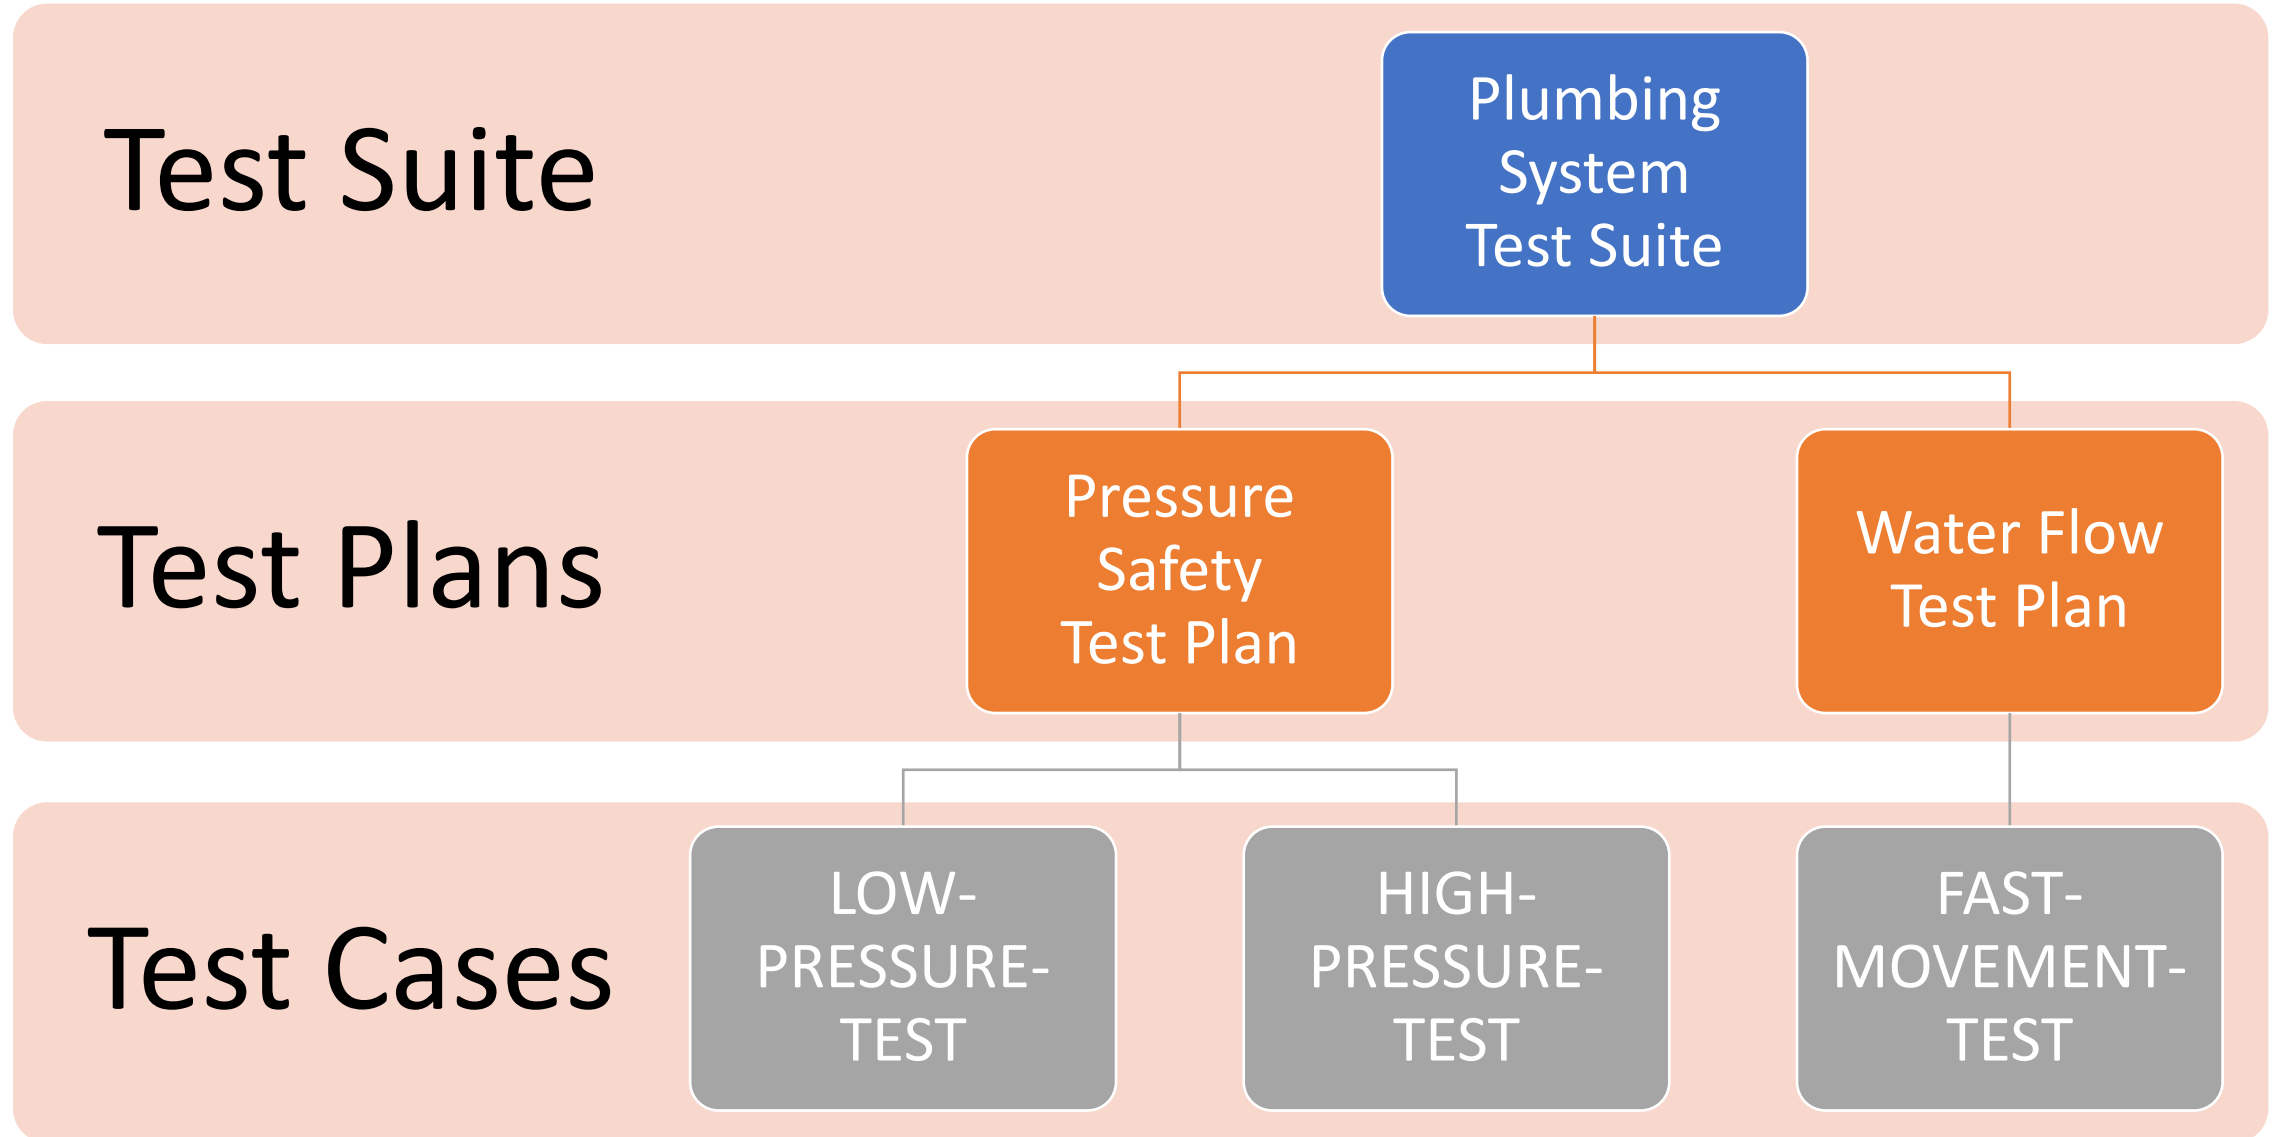 Test Suite
Plumbing
System
Test Suite
Test Plans
Pressure
Safety
Test Plan
Water Flow
Test Plan
Test Cases
LOW-
PRESSURE-
TEST
HIGH-
PRESSURE-
TEST
FAST-
MOVEMENT-
TEST